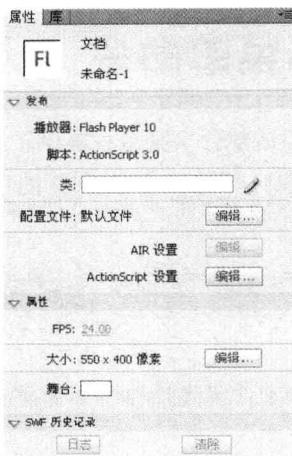 属性 库
Fl
文档
未命名-1
发布
播放器: Flash Player 10
脚本: ActionScript 3.0
类:
配置文件: 默认文件 编辑...
AIR 设置 编辑...
ActionScript 设置 编辑...
属性
FPS: 24.00
大小: 550 x 400 像素 编辑...
舞台:
SWF 历史记录
日志 清除